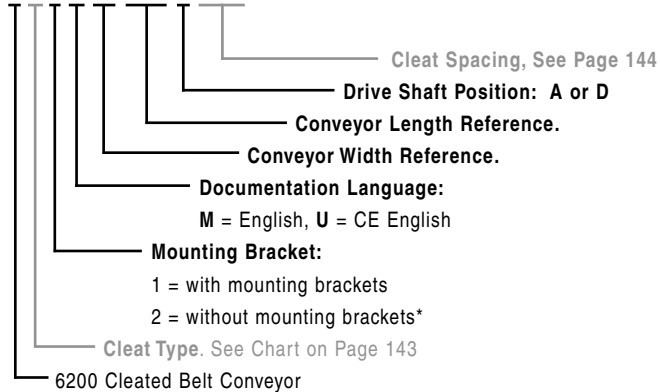 Cleat Spacing, See Page 144
Drive Shaft Position: A or D
Conveyor Length Reference.
Conveyor Width Reference.
Documentation Language:
M = English, U = CE English
Mounting Bracket:
1 = with mounting brackets
2 = without mounting brackets*
Cleat Type. See Chart on Page 143
6200 Cleated Belt Conveyor